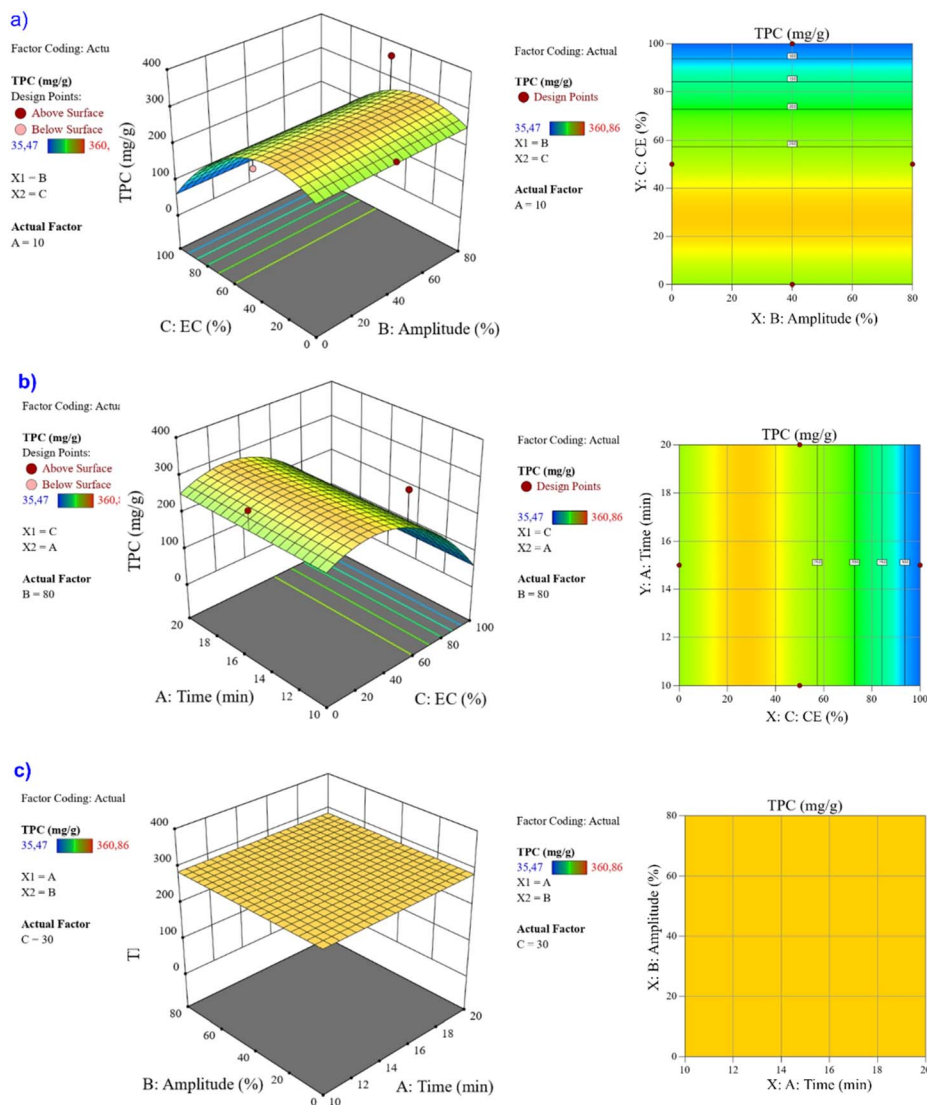 a)
Factor Coding: Actu
TPC (mg/g)
Design Points:
Above Surface
Below Surface
35,47 360,
X1 = B
X2 = C
Actual Factor
A = 10
TPC (mg/g)
400
300
200
100
0
100
80
60
40
20
0
C: EC (%)
0
20
40
60
80
B: Amplitude (%)
Factor Coding: Actual
TPC (mg/g)
Design Points
35,47 360,86
X1 = B
X2 = C
Actual Factor
A = 10
TPC (mg/g)
Y: C: CE (%)
100
80
60
40
20
0
0 20 40 60 80
X: B: Amplitude (%)
b)
Factor Coding: Actu
TPC (mg/g)
Design Points:
Above Surface
Below Surface
35,47 360,8
X1 = C
X2 = A
Actual Factor
B = 80
TPC (mg/g)
400
300
200
100
0
20
18
16
14
12
10
A: Time (min)
0
20
40
60
80
100
C: EC (%)
Factor Coding: Actual
TPC (mg/g)
Design Points
35,47 360,86
X1 = C
X2 = A
Actual Factor
B = 80
TPC (mg/g)
Y: A: Time (min)
20
18
16
14
12
10
0 20 40 60 80 100
X: C: CE (%)
c)
Factor Coding: Actual
TPC (mg/g)
35,47 360,86
X1 = A
X2 = B
Actual Factor
C = 30
400
300
200
100
0
80
60
40
20
0
B: Amplitude (%)
10
12
14
16
18
20
A: Time (min)
Factor Coding: Actual
TPC (mg/g)
35,47 360,86
X1 = A
X2 = B
Actual Factor
C = 30
TPC (mg/g)
X: B: Amplitude (%)
80
60
40
20
0
10 12 14 16 18 20
X: A: Time (min)